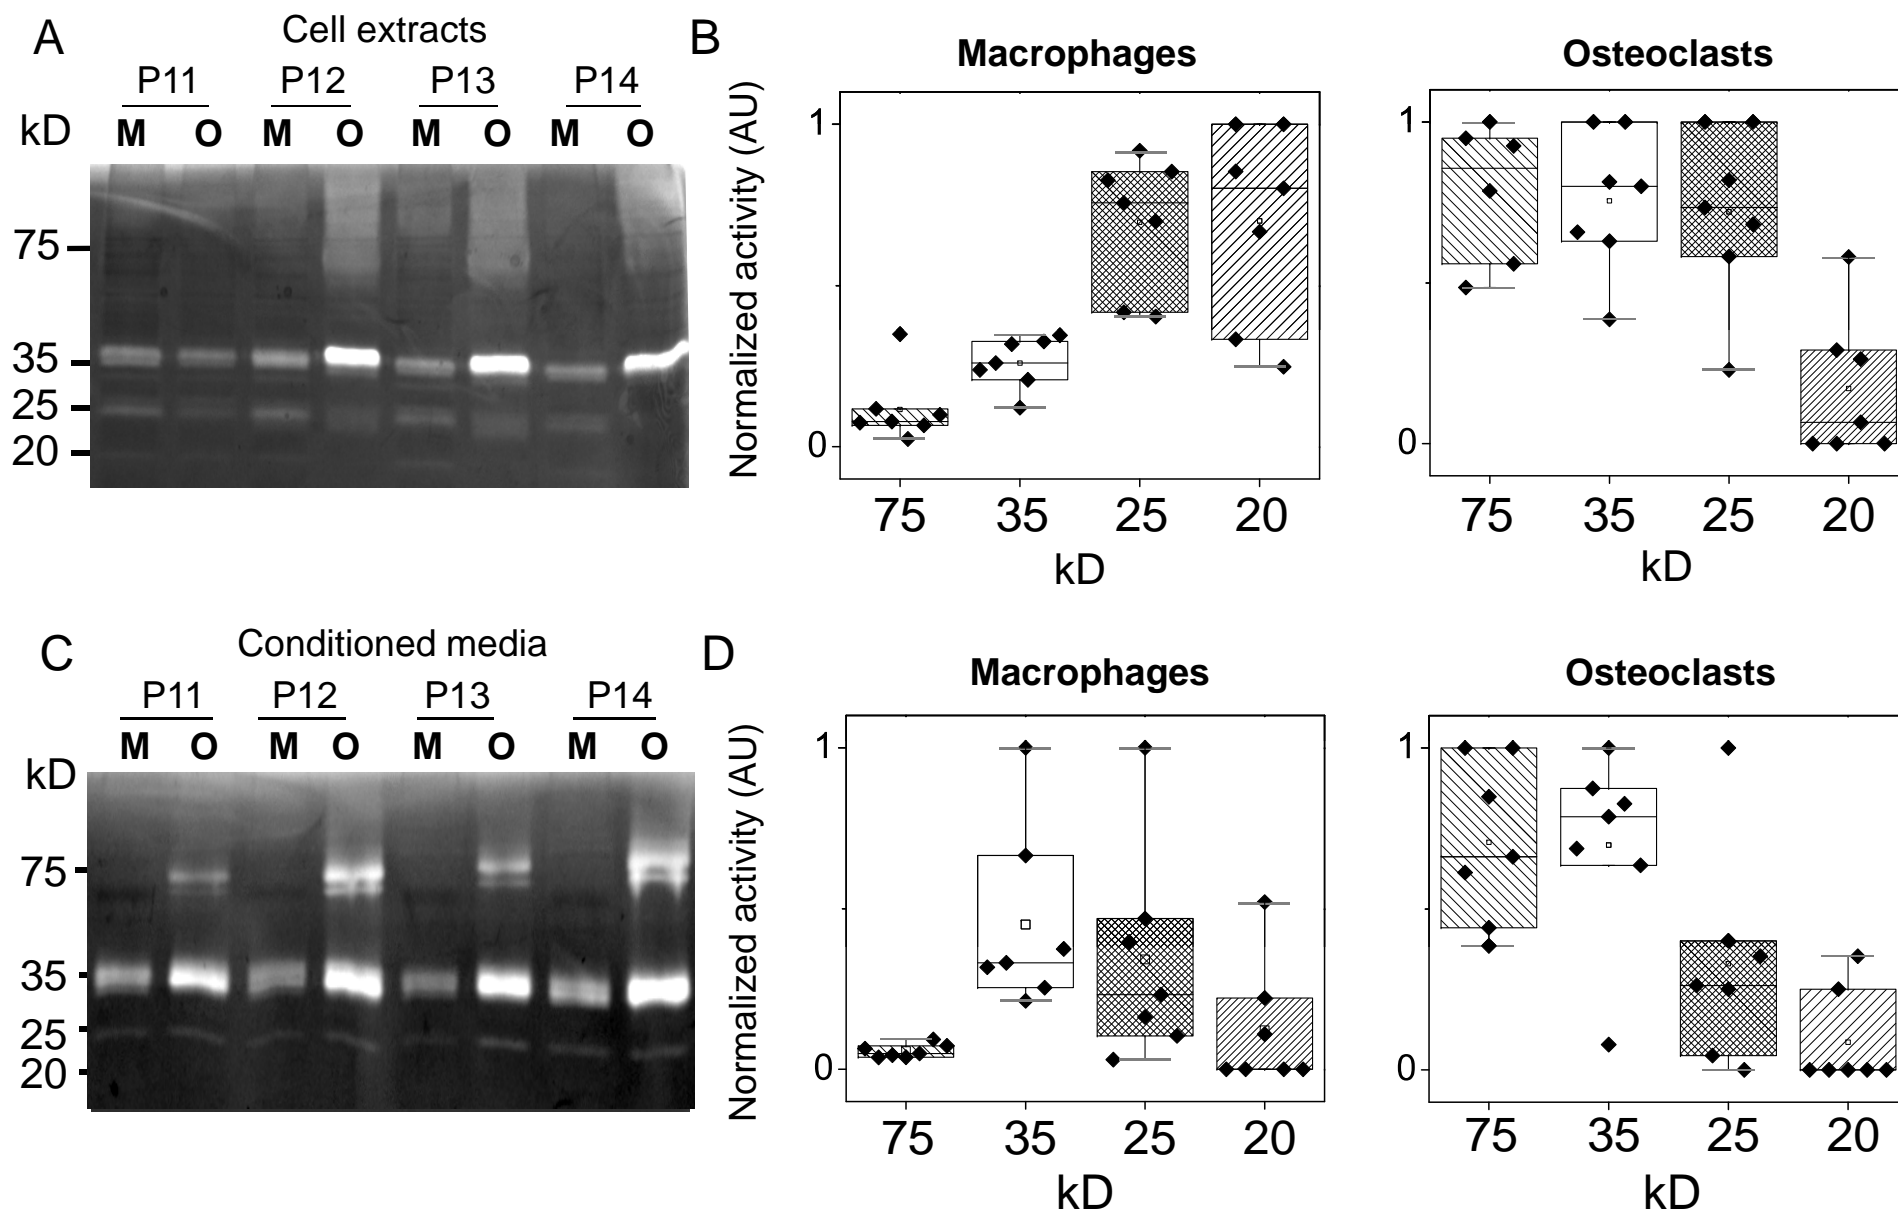 A
Cell extracts
P11 P12 P13 P14
kD M O M O M O M O
75
35
25
20
B
Macrophages
Normalized activity (AU)
1
0
75 35 25 20
kD
Osteoclasts
1
0
75 35 25 20
kD
C
Conditioned media
P11 P12 P13 P14
M O M O M O M O
kD
75
35
25
20
D
Macrophages
Normalized activity (AU)
1
0
75 35 25 20
kD
Osteoclasts
1
0
75 35 25 20
kD